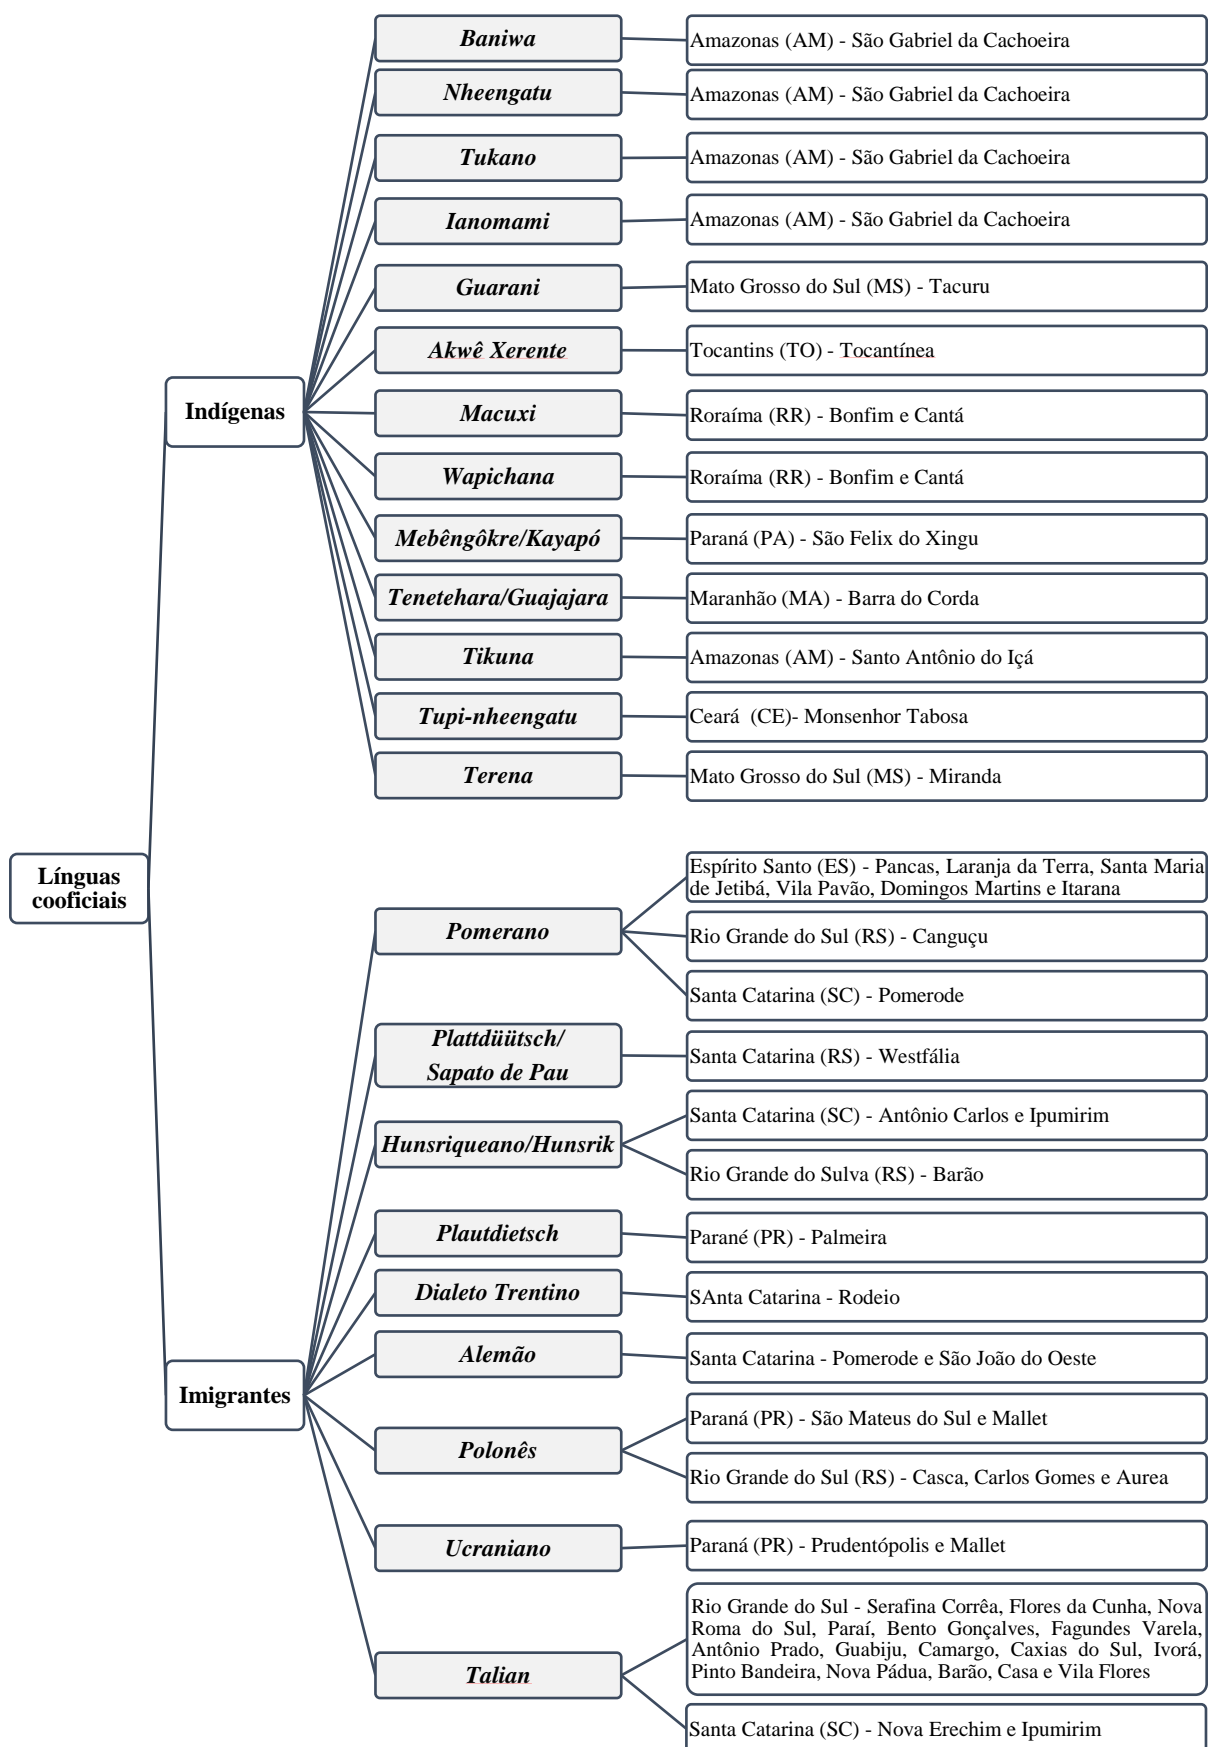 Línguas
cooficiais
Indígenas
Baniwa
Amazonas (AM) - São Gabriel da Cachoeira
Nheengatu
Amazonas (AM) - São Gabriel da Cachoeira
Tukano
Amazonas (AM) - São Gabriel da Cachoeira
Ianomami
Amazonas (AM) - São Gabriel da Cachoeira
Guarani
Mato Grosso do Sul (MS) - Tacuru
Akwê Xerente
Tocantins (TO) - Tocantínea
Macuxi
Roraíma (RR) - Bonfim e Cantá
Wapichana
Roraíma (RR) - Bonfim e Cantá
Mebêngôkre/Kayapó
Paraná (PA) - São Felix do Xingu
Tenetehara/Guajajara
Maranhão (MA) - Barra do Corda
Tikuna
Amazonas (AM) - Santo Antônio do Içá
Tupi-nheengatu
Ceará  (CE)- Monsenhor Tabosa
Terena
Mato Grosso do Sul (MS) - Miranda
Imigrantes
Pomerano
Espírito Santo (ES) - Pancas, Laranja da Terra, Santa Maria
de Jetibá, Vila Pavão, Domingos Martins e Itarana
Rio Grande do Sul (RS) - Canguçu
Santa Catarina (SC) - Pomerode
Plattdüütsch/
Sapato de Pau
Santa Catarina (RS) - Westfália
Hunsriqueano/Hunsrik
Santa Catarina (SC) - Antônio Carlos e Ipumirim
Rio Grande do Sulva (RS) - Barão
Plautdietsch
Parané (PR) - Palmeira
Dialeto Trentino
SAnta Catarina - Rodeio
Alemão
Santa Catarina - Pomerode e São João do Oeste
Polonês
Paraná (PR) - São Mateus do Sul e Mallet
Rio Grande do Sul (RS) - Casca, Carlos Gomes e Aurea
Ucraniano
Paraná (PR) - Prudentópolis e Mallet
Talian
Rio Grande do Sul - Serafina Corrêa, Flores da Cunha, Nova
Roma do Sul, Paraí, Bento Gonçalves, Fagundes Varela,
Antônio Prado, Guabiju, Camargo, Caxias do Sul, Ivorá,
Pinto Bandeira, Nova Pádua, Barão, Casa e Vila Flores
Santa Catarina (SC) - Nova Erechim e Ipumirim